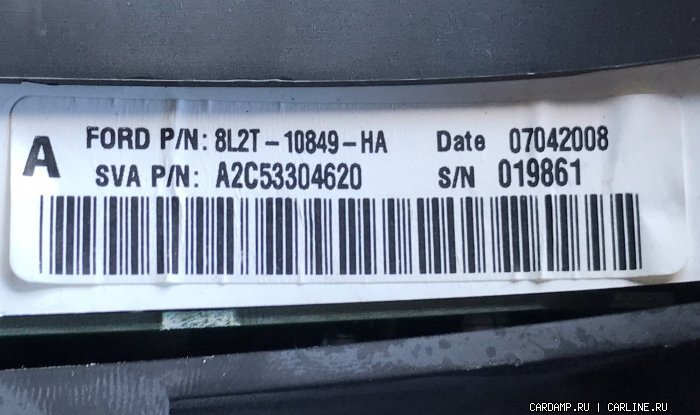 A
FORD P/N: 8L2T-10849-HA Date 07042008
SVA P/N: A2C53304620 S/N 019861
CARDAMP.RU | CARLINE.RU